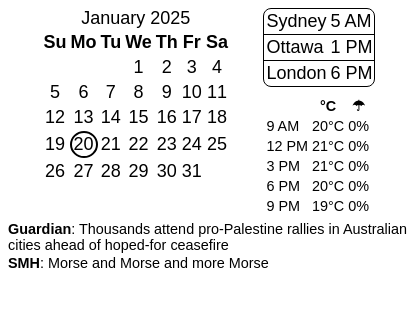 January 2025
Su Mo Tu We Th Fr Sa
1 2 3 4
5 6 7 8 9 10 11
12 13 14 15 16 17 18
19 20 21 22 23 24 25
26 27 28 29 30 31
Sydney 5 AM
Ottawa 1 PM
London 6 PM
°C ☂
9 AM 20°C 0%
12 PM 21°C 0%
3 PM 21°C 0%
6 PM 20°C 0%
9 PM 19°C 0%
Guardian: Thousands attend pro-Palestine rallies in Australian
cities ahead of hoped-for ceasefire
SMH: Morse and Morse and more Morse